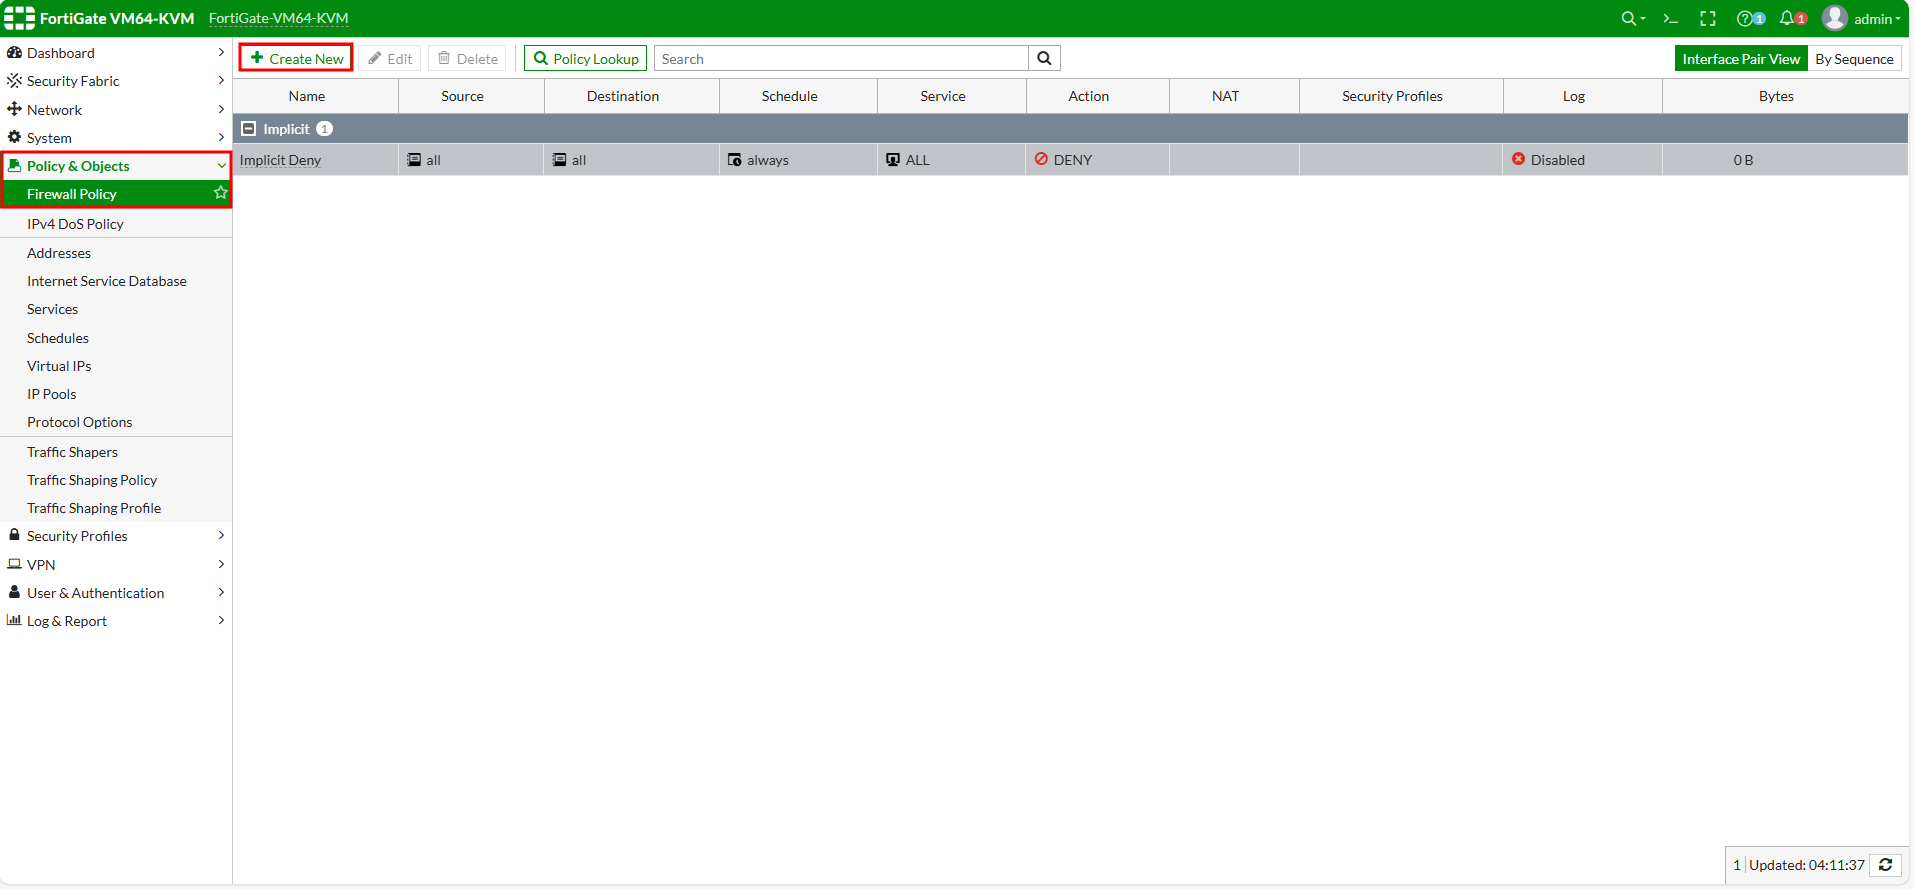 FortiGate VM64-KVM FortiGate-VM64-KVM 1 1 admin
Dashboard
Security Fabric
Network
System
Policy & Objects
Firewall Policy
IPv4 DoS Policy
Addresses
Internet Service Database
Services
Schedules
Virtual IPs
IP Pools
Protocol Options
Traffic Shapers
Traffic Shaping Policy
Traffic Shaping Profile
Security Profiles
VPN
User & Authentication
Log & Report
Create New Edit Delete Policy Lookup Search Interface Pair View By Sequence
Name Source Destination Schedule Service Action NAT Security Profiles Log Bytes
Implicit 1
Implicit Deny all all always ALL DENY Disabled 0 B
1 Updated: 04:11:37